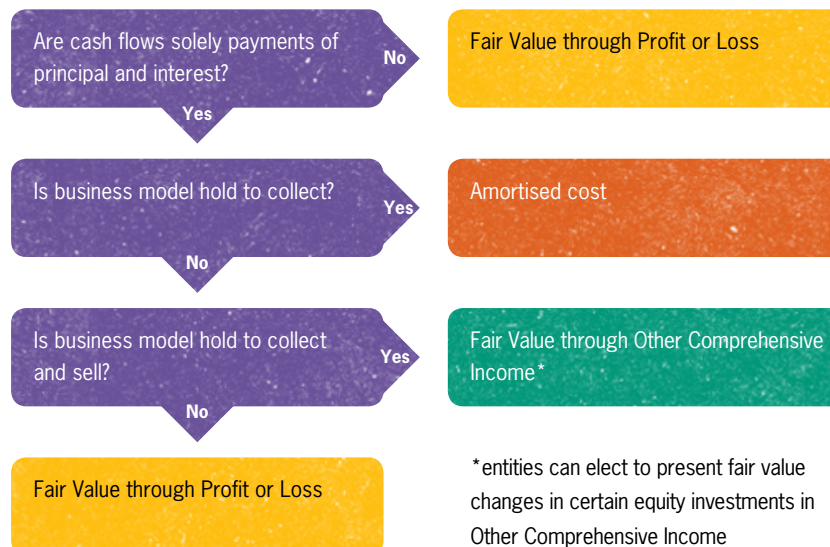 Are cash flows solely payments of
principal and interest?
No
Fair Value through Profit or Loss
Yes
Is business model hold to collect?
Yes
Amortised cost
No
Is business model hold to collect
and sell?
Yes
Fair Value through Other Comprehensive
Income*
No
Fair Value through Profit or Loss
*entities can elect to present fair value
changes in certain equity investments in
Other Comprehensive Income